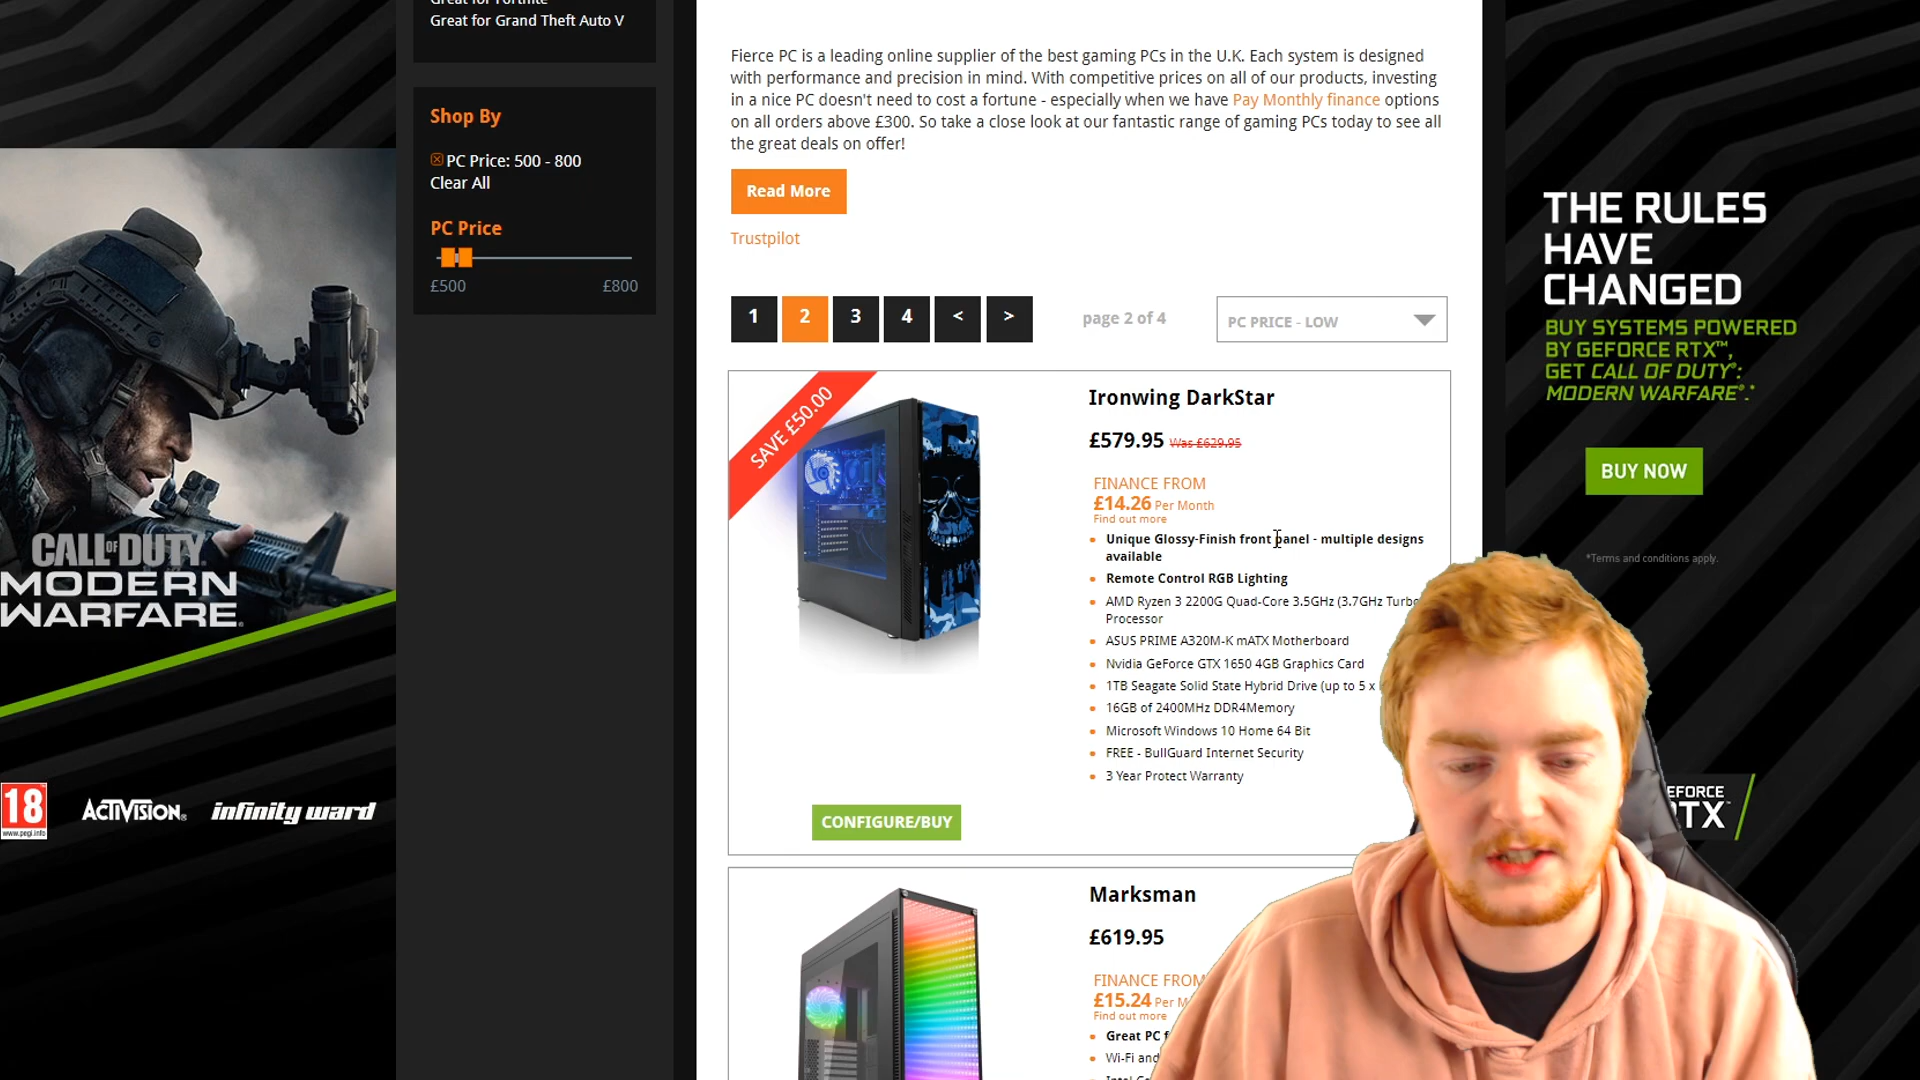 Great for Grand Theft Auto V
Shop By
PC Price: 500 - 800
Clear All
PC Price
£500 £800
Fierce PC is a leading online supplier of the best gaming PCs in the U.K. Each system is designed
with performance and precision in mind. With competitive prices on all of our products, investing
in a nice PC doesn't need to cost a fortune - especially when we have Pay Monthly finance options
on all orders above £300. So take a close look at our fantastic range of gaming PCs today to see all
the great deals on offer!
Read More
Trustpilot
1 2 3 4 < > page 2 of 4 PC PRICE - LOW
SAVE £50.00
Ironwing DarkStar
£579.95 Was £629.95
FINANCE FROM
£14.26 Per Month
Find out more
Unique Glossy-Finish front panel - multiple designs
available
Remote Control RGB Lighting
AMD Ryzen 3 2200G Quad-Core 3.5GHz (3.7GHz Turbo
Processor
ASUS PRIME A320M-K mATX Motherboard
Nvidia GeForce GTX 1650 4GB Graphics Card
1TB Seagate Solid State Hybrid Drive (up to 5 x
16GB of 2400MHz DDR4Memory
Microsoft Windows 10 Home 64 Bit
FREE - BullGuard Internet Security
3 Year Protect Warranty
CONFIGURE/BUY
Marksman
£619.95
FINANCE FROM
£15.24 Per M
Find out more
Great PC f
Wi-Fi and
CALL OF DUTY
MODERN
WARFARE
18
www.pegi.info
ACTIVISION
infinity ward
THE RULES
HAVE
CHANGED
BUY SYSTEMS POWERED
BY GEFORCE RTX™,
GET CALL OF DUTY®:
MODERN WARFARE®.*
BUY NOW
*Terms and conditions apply.
EFORCE
RTX